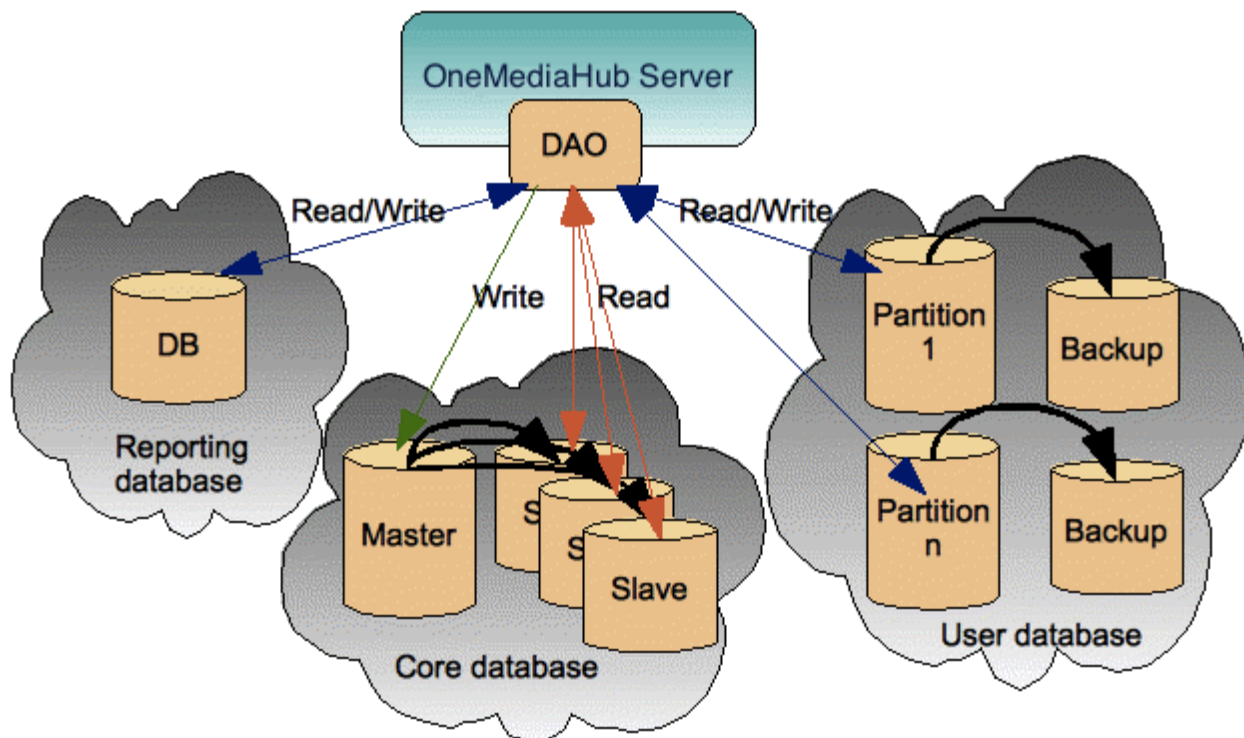 OneMediaHub Server
DAO
Read/Write
Read/Write
Write
Read
DB
Reporting
database
Partition
1
Backup
Partition
n
Backup
User database
Master
S
S
Slave
Core database